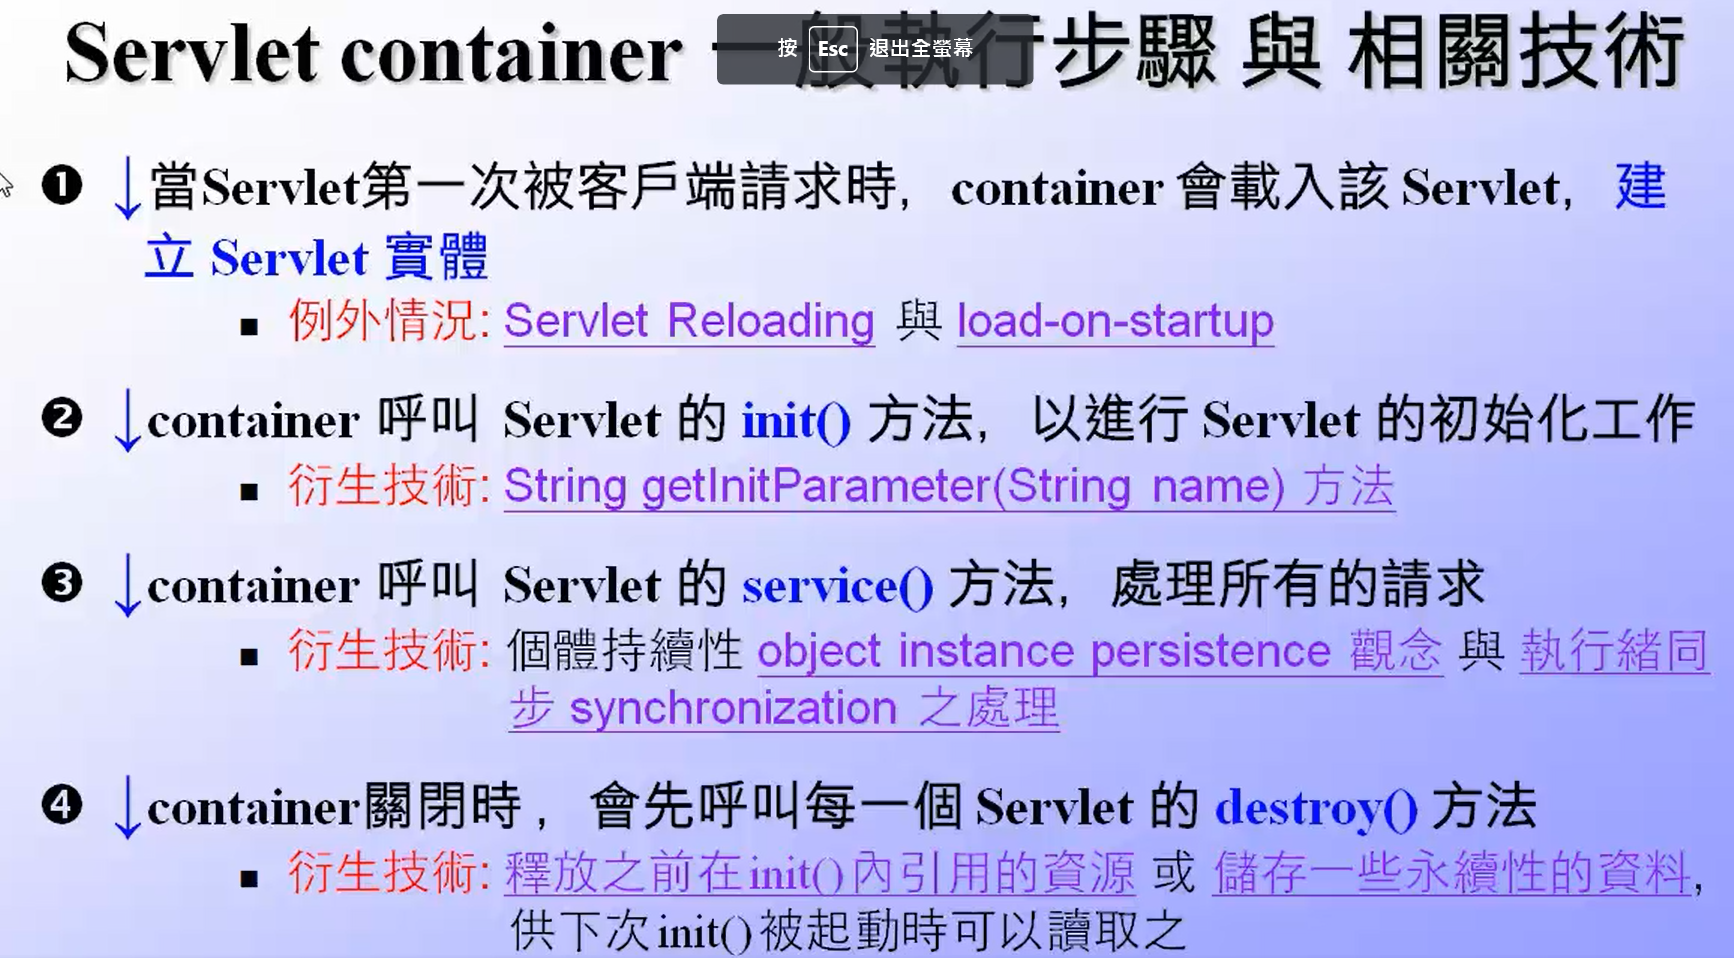 Servlet container 一般執行步驟 與 相關技術
按 Esc 退出全螢幕
❶ ↓當Servlet第一次被客戶端請求時, container 會載入該 Servlet, 建
立 Servlet 實體
▪ 例外情況: Servlet Reloading 與 load-on-startup
❷ ↓container 呼叫 Servlet 的 init() 方法, 以進行 Servlet 的初始化工作
▪ 衍生技術: String getInitParameter(String name) 方法
❸ ↓container 呼叫 Servlet 的 service() 方法, 處理所有的請求
▪ 衍生技術: 個體持續性 object instance persistence 觀念 與 執行緒同
步 synchronization 之處理
❹ ↓container關閉時 , 會先呼叫每一個 Servlet 的 destroy() 方法
▪ 衍生技術: 釋放之前在init()內引用的資源 或 儲存一些永續性的資料,
供下次init()被起動時可以讀取之